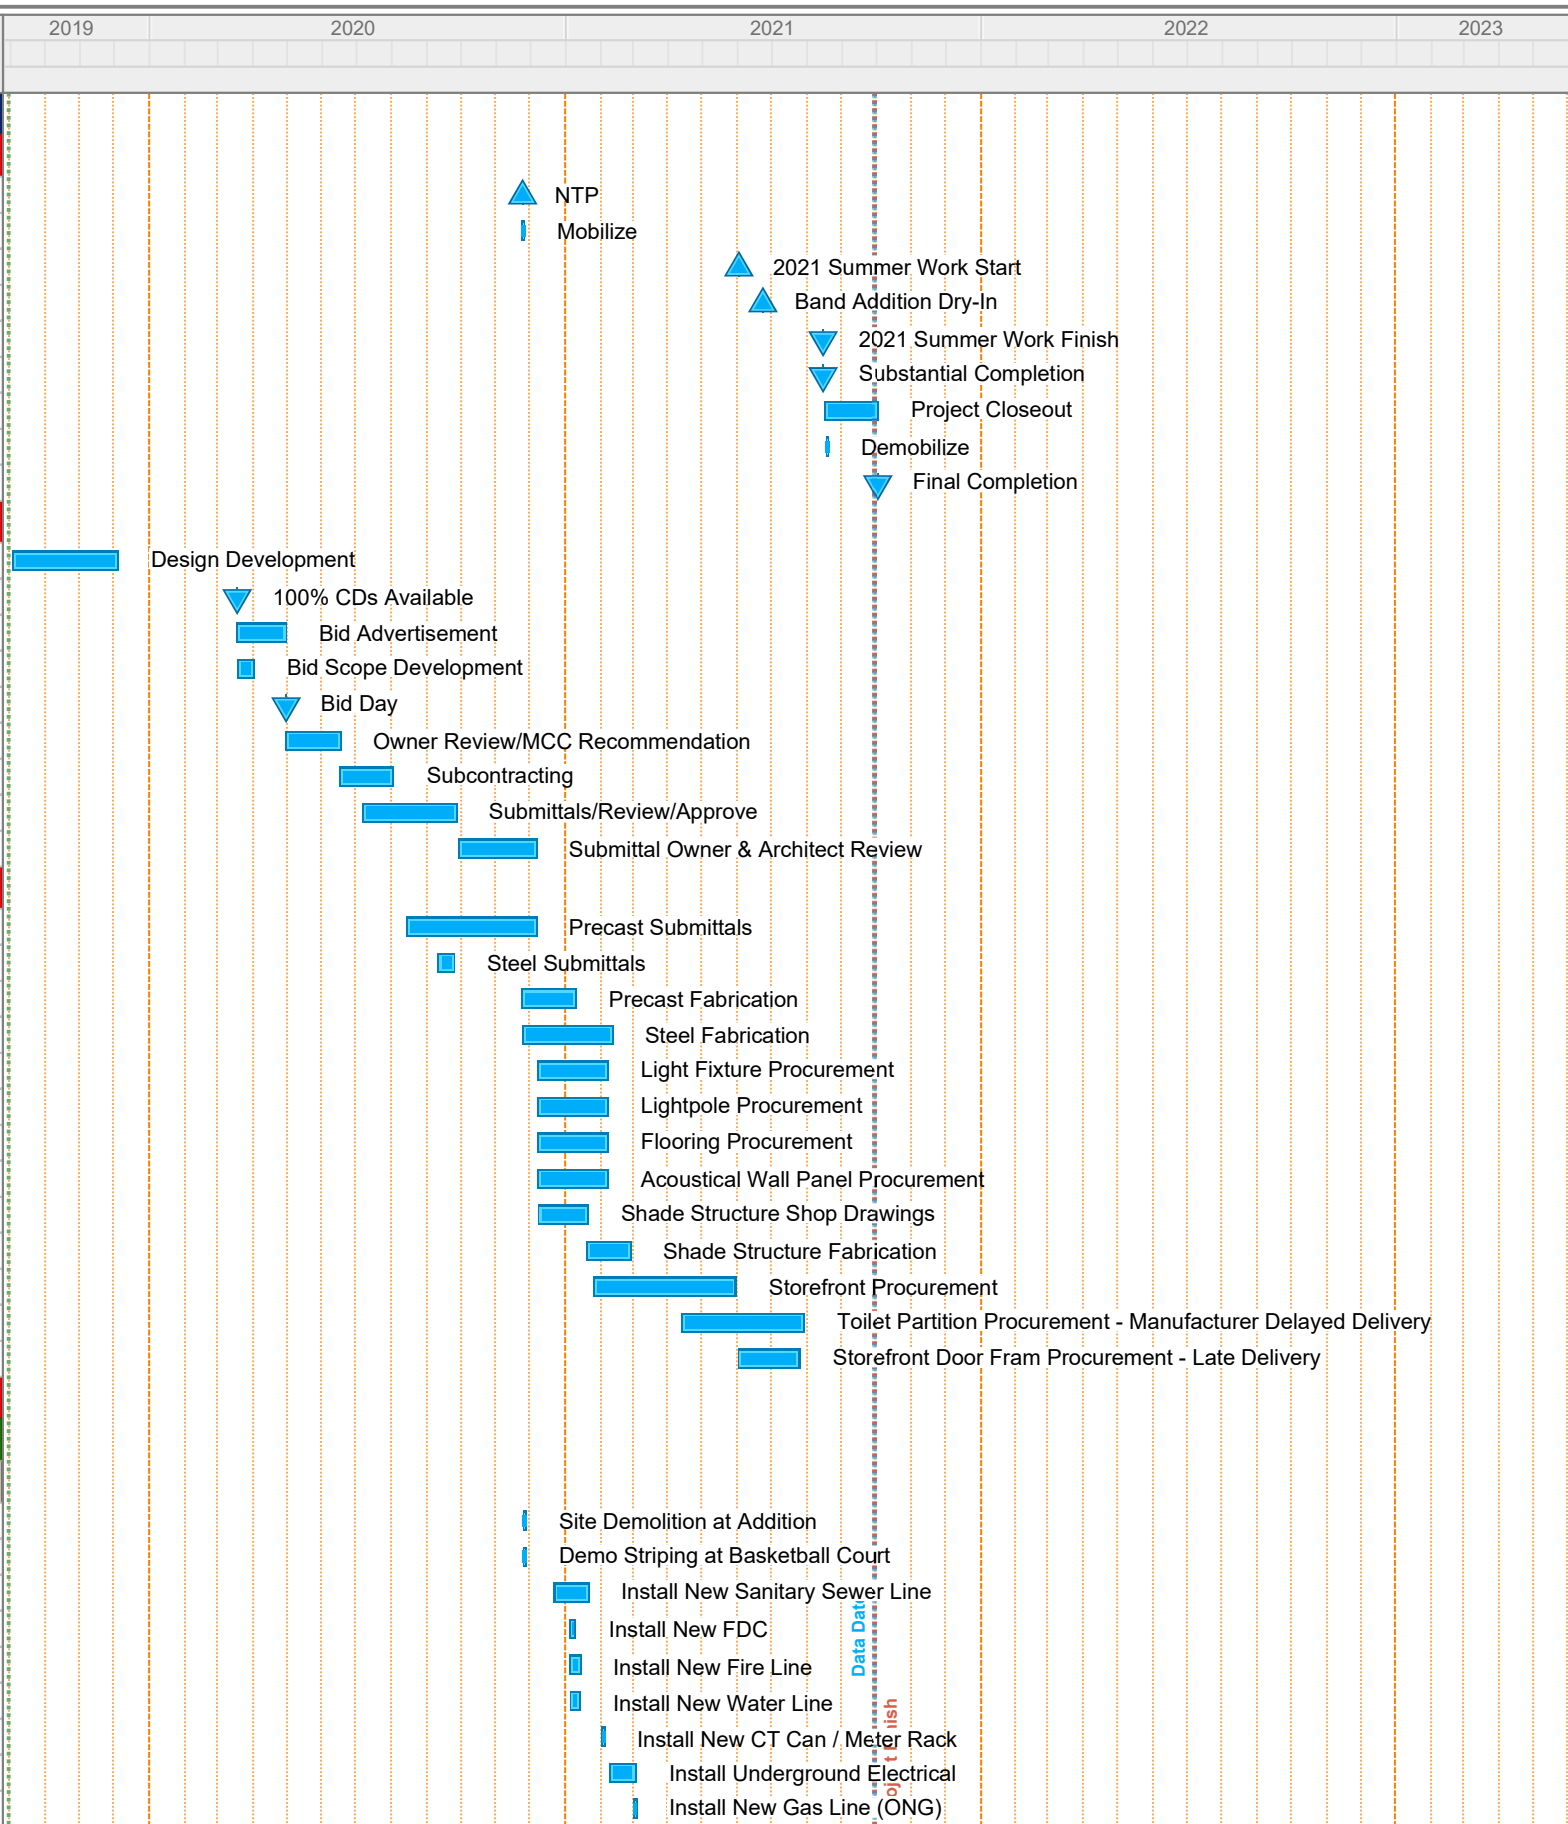 2019 2020 2021 2022 2023
NTP
Mobilize
2021 Summer Work Start
Band Addition Dry-In
2021 Summer Work Finish
Substantial Completion
Project Closeout
Demobilize
Final Completion
Design Development
100% CDs Available
Bid Advertisement
Bid Scope Development
Bid Day
Owner Review/MCC Recommendation
Subcontracting
Submittals/Review/Approve
Submittal Owner & Architect Review
Precast Submittals
Steel Submittals
Precast Fabrication
Steel Fabrication
Light Fixture Procurement
Lightpole Procurement
Flooring Procurement
Acoustical Wall Panel Procurement
Shade Structure Shop Drawings
Shade Structure Fabrication
Storefront Procurement
Toilet Partition Procurement - Manufacturer Delayed Delivery
Storefront Door Fram Procurement - Late Delivery
Site Demolition at Addition
Demo Striping at Basketball Court
Install New Sanitary Sewer Line
Data Date
Install New FDC
Install New Fire Line
Install New Water Line
Install New CT Can / Meter Rack
Install Underground Electrical
Install New Gas Line (ONG)